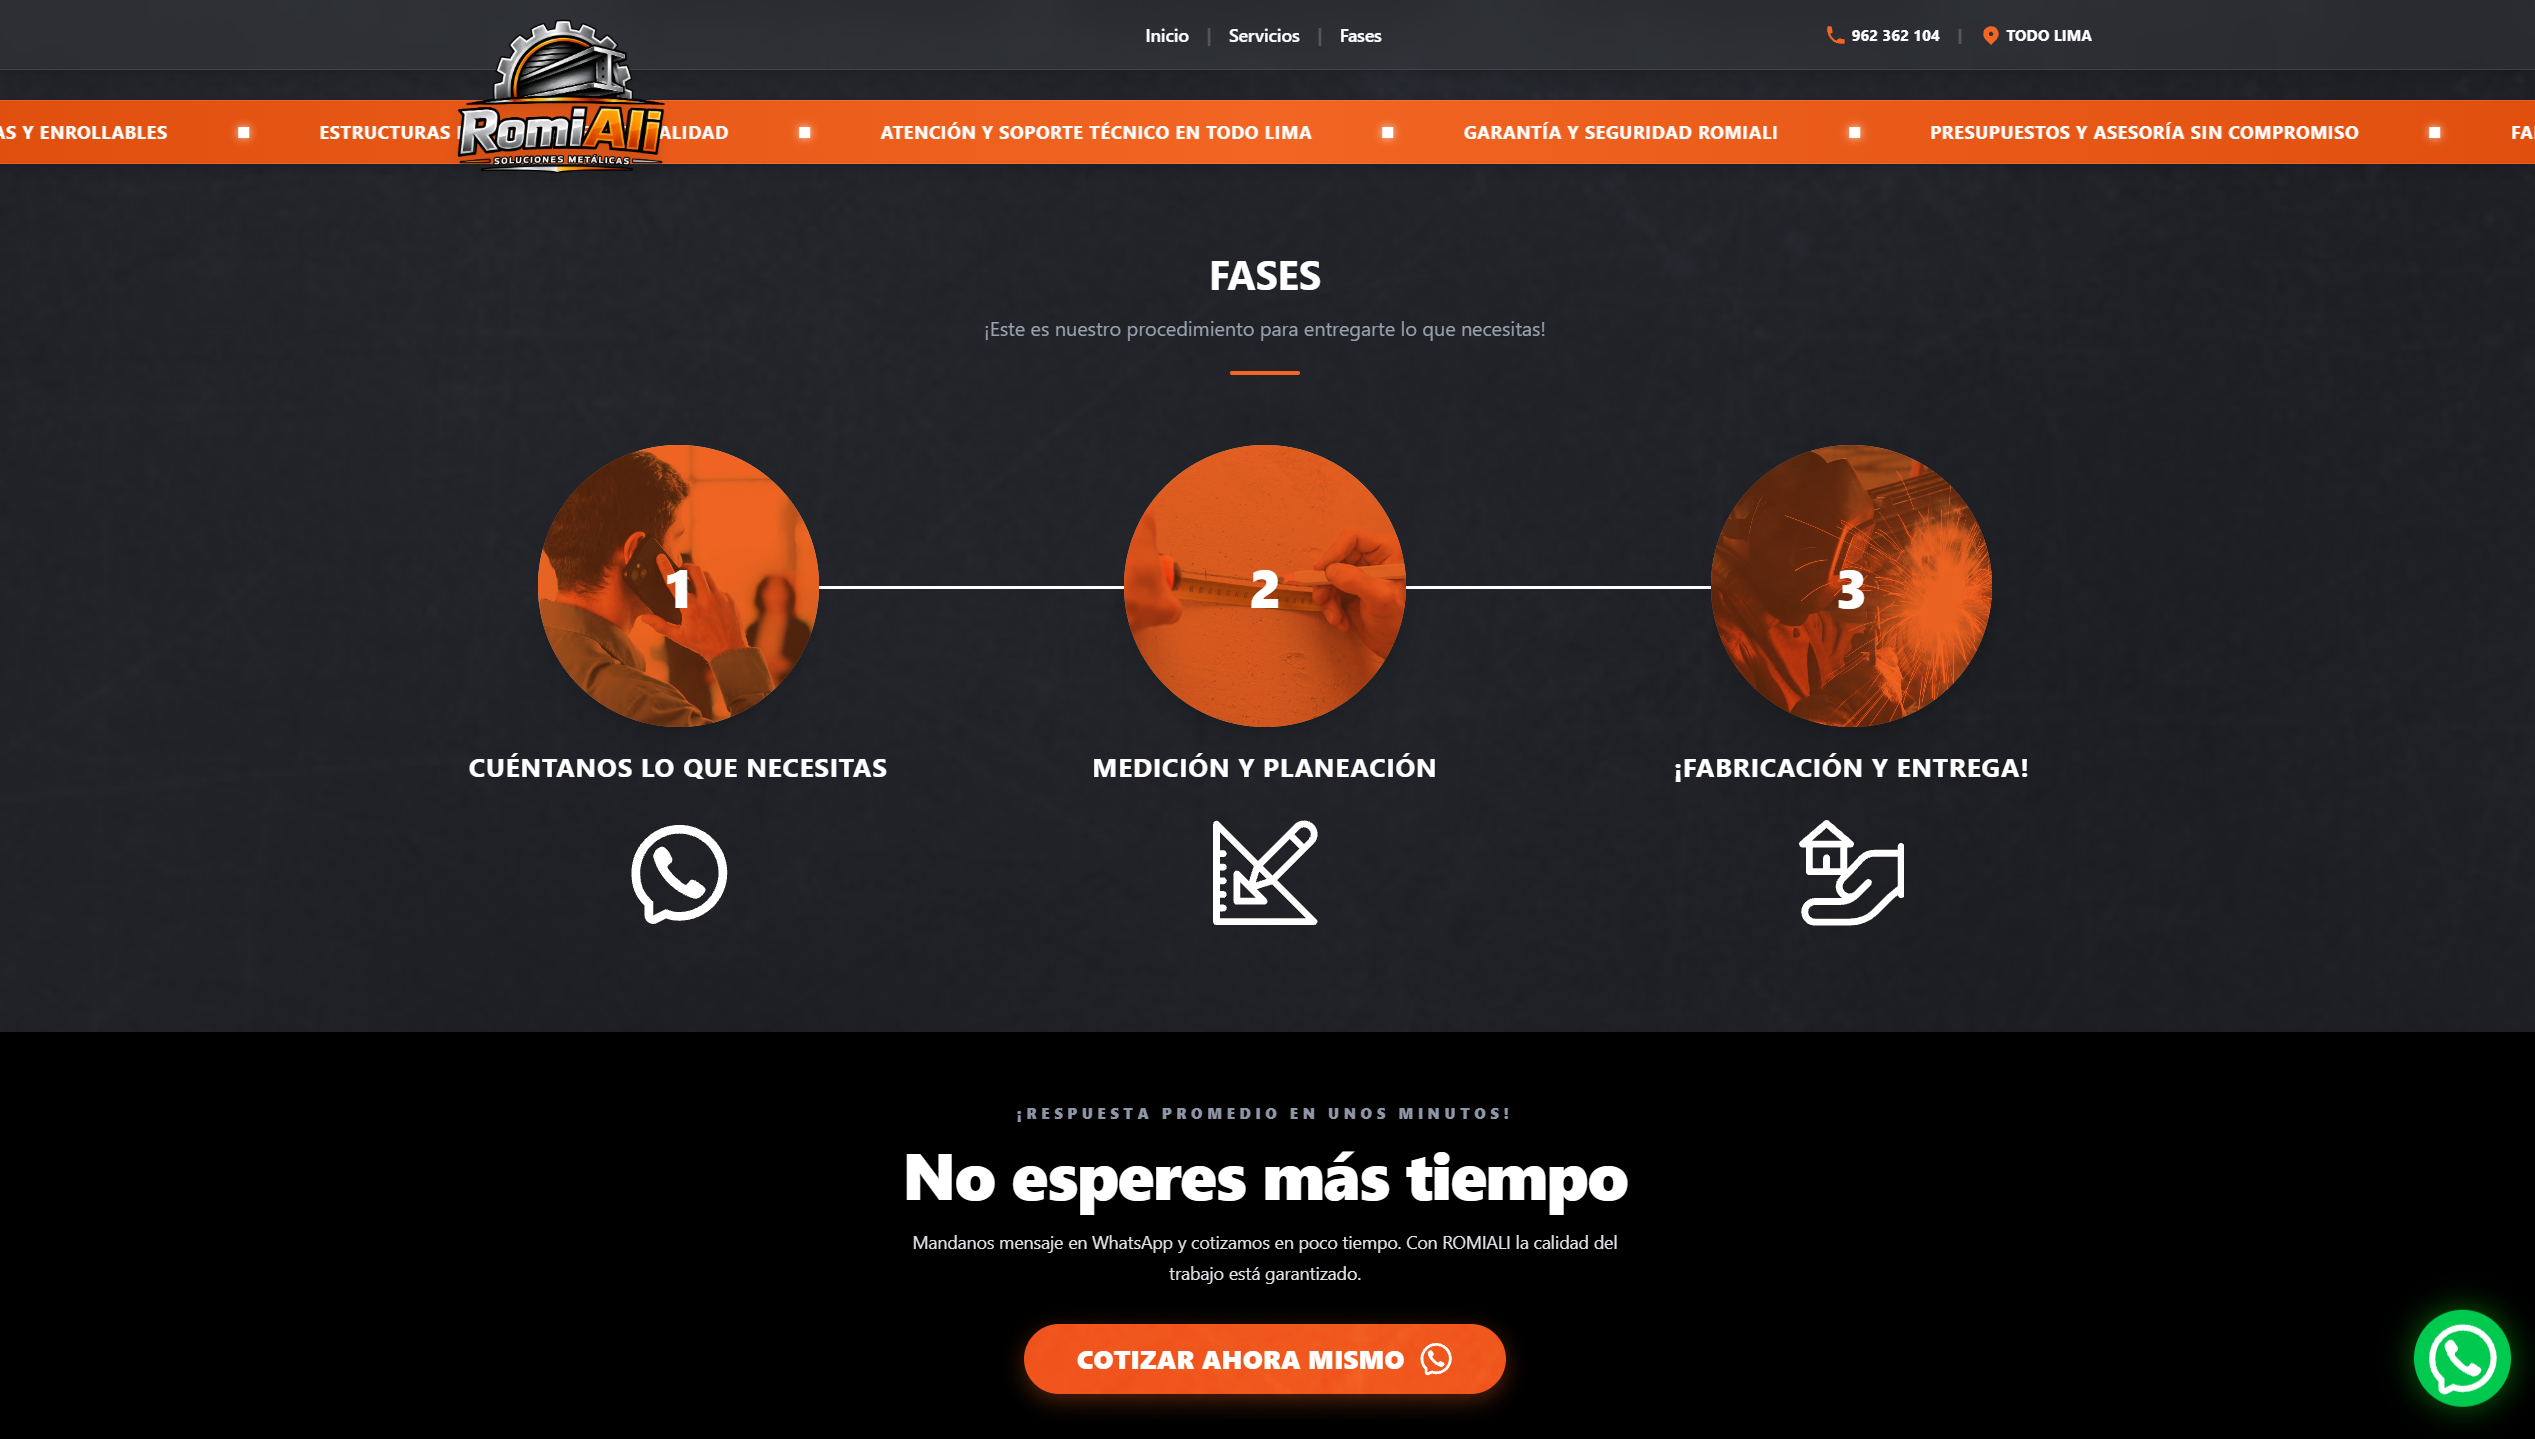 Inicio | Servicios | Fases
962 362 104 | TODO LIMA
RomiAli
SOLUCIONES METÁLICAS
AS Y ENROLLABLES ■ ESTRUCTURAS ALIDAD ■ ATENCIÓN Y SOPORTE TÉCNICO EN TODO LIMA ■ GARANTÍA Y SEGURIDAD ROMIALI ■ PRESUPUESTOS Y ASESORÍA SIN COMPROMISO ■ FA
FASES
¡Este es nuestro procedimiento para entregarte lo que necesitas!
1
2
3
CUÉNTANOS LO QUE NECESITAS
MEDICIÓN Y PLANEACIÓN
¡FABRICACIÓN Y ENTREGA!
¡RESPUESTA PROMEDIO EN UNOS MINUTOS!
No esperes más tiempo
Mandanos mensaje en WhatsApp y cotizamos en poco tiempo. Con ROMIALI la calidad del
trabajo está garantizado.
COTIZAR AHORA MISMO